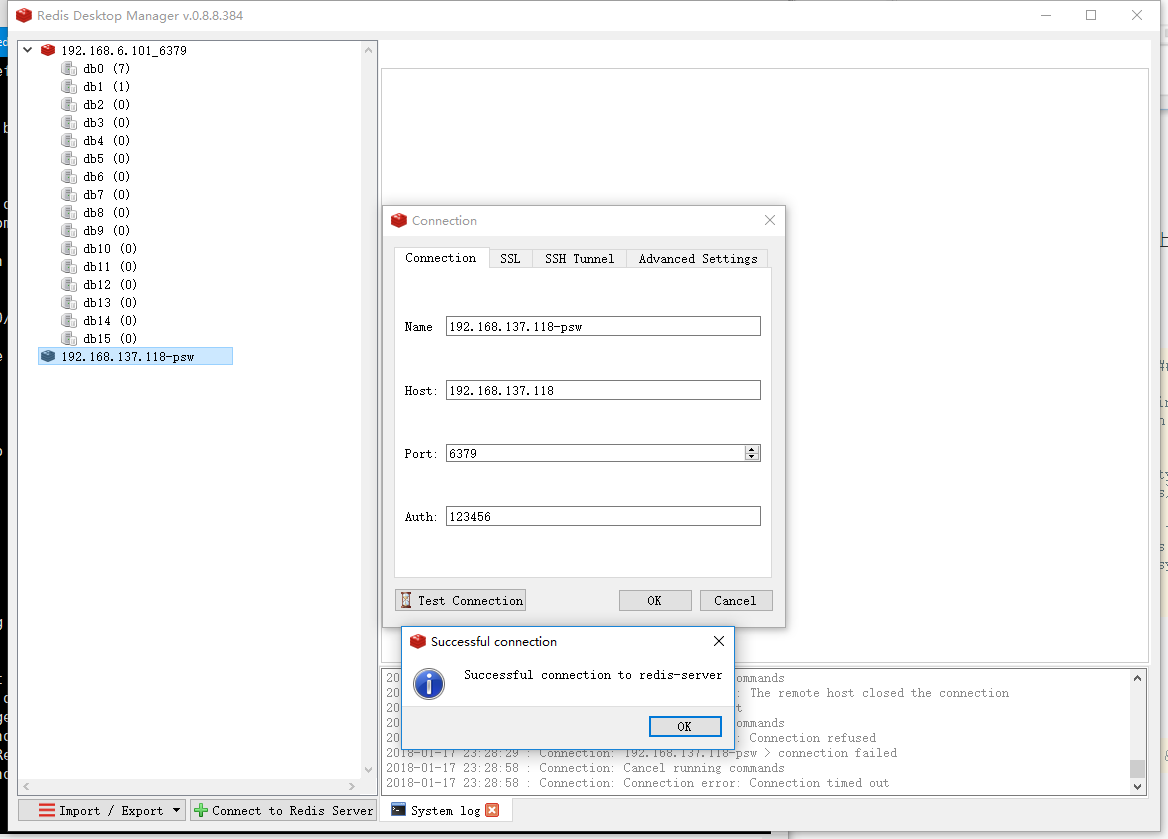 Redis Desktop Manager v.0.8.8.384
192.168.6.101_6379
db0 (7)
db1 (1)
db2 (0)
db3 (0)
db4 (0)
db5 (0)
db6 (0)
db7 (0)
db8 (0)
db9 (0)
db10 (0)
db11 (0)
db12 (0)
db13 (0)
db14 (0)
db15 (0)
192.168.137.118-psw
Connection
Connection SSL SSH Tunnel Advanced Settings
Name 192.168.137.118-psw
Host: 192.168.137.118
Port: 6379
Auth: 123456
Test Connection OK Cancel
Successful connection
Successful connection to redis-server
OK
20 ommands
20 : The remote host closed the connection
20 t
20 ommands
20 : Connection refused
2018-01-17 23:28:29 : Connection: 192.168.137.118-psw > connection failed
2018-01-17 23:28:58 : Connection: Cancel running commands
2018-01-17 23:28:58 : Connection: Connection error: Connection timed out
Import / Export Connect to Redis Server System log